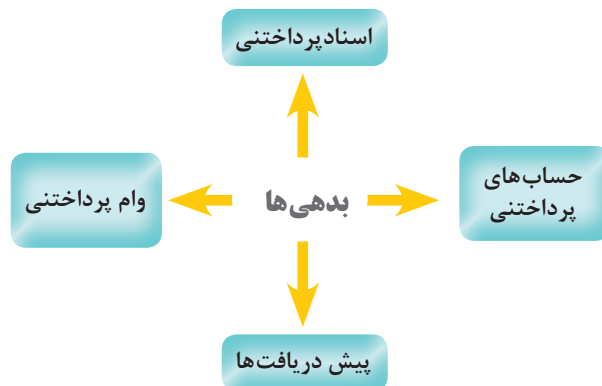 اسناد پرداختنی
حساب‌های
پرداختنی
بدهی‌ها
وام پرداختنی
پیش دریافت‌ها